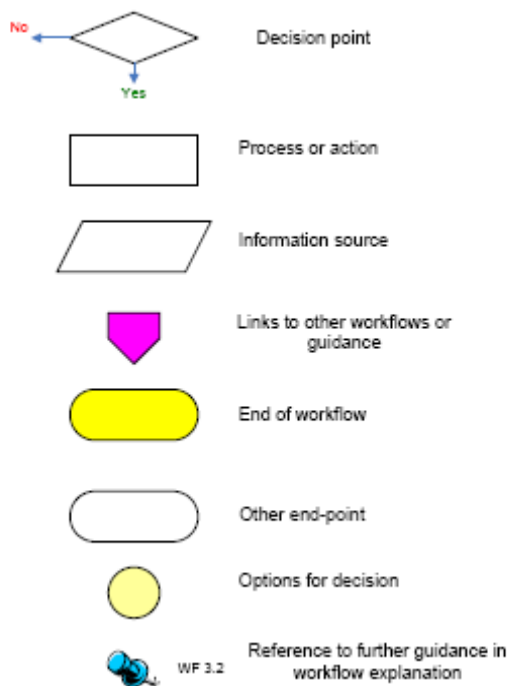 No
Decision point
Yes
Process or action
Information source
Links to other workflows or
guidance
End of workflow
Other end-point
Options for decision
WF 3.2
Reference to further guidance in
workflow explanation